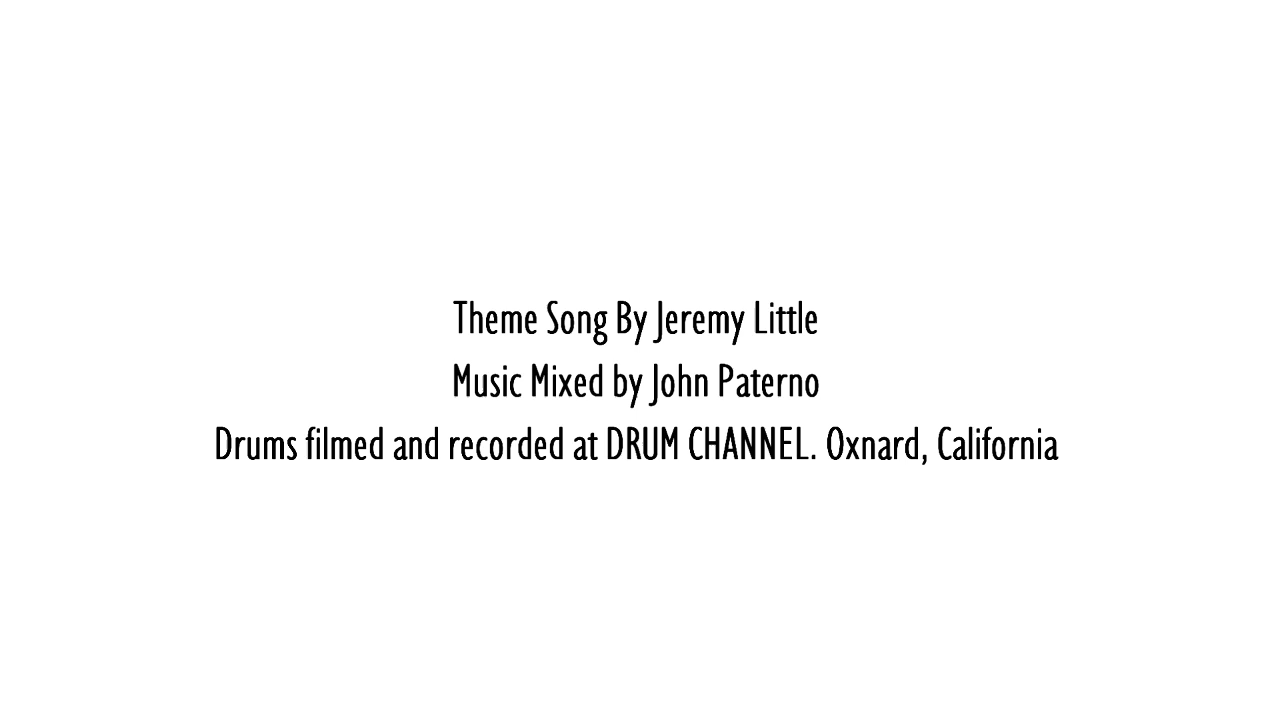 Theme Song By Jeremy Little
Music Mixed by John Paterno
Drums filmed and recorded at DRUM CHANNEL. Oxnard, California